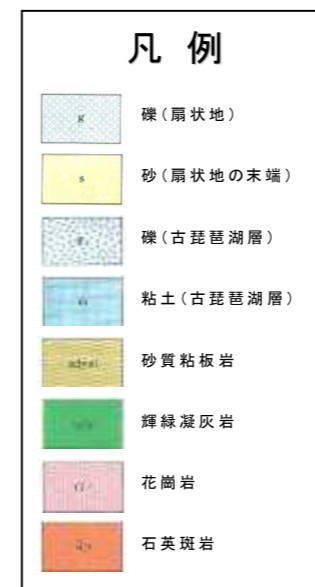 凡 例
g 礫(扇状地)
s 砂(扇状地の末端)
礫(古琵琶湖層)
粘土(古琵琶湖層)
砂質粘板岩
輝緑凝灰岩
花崗岩
石英斑岩